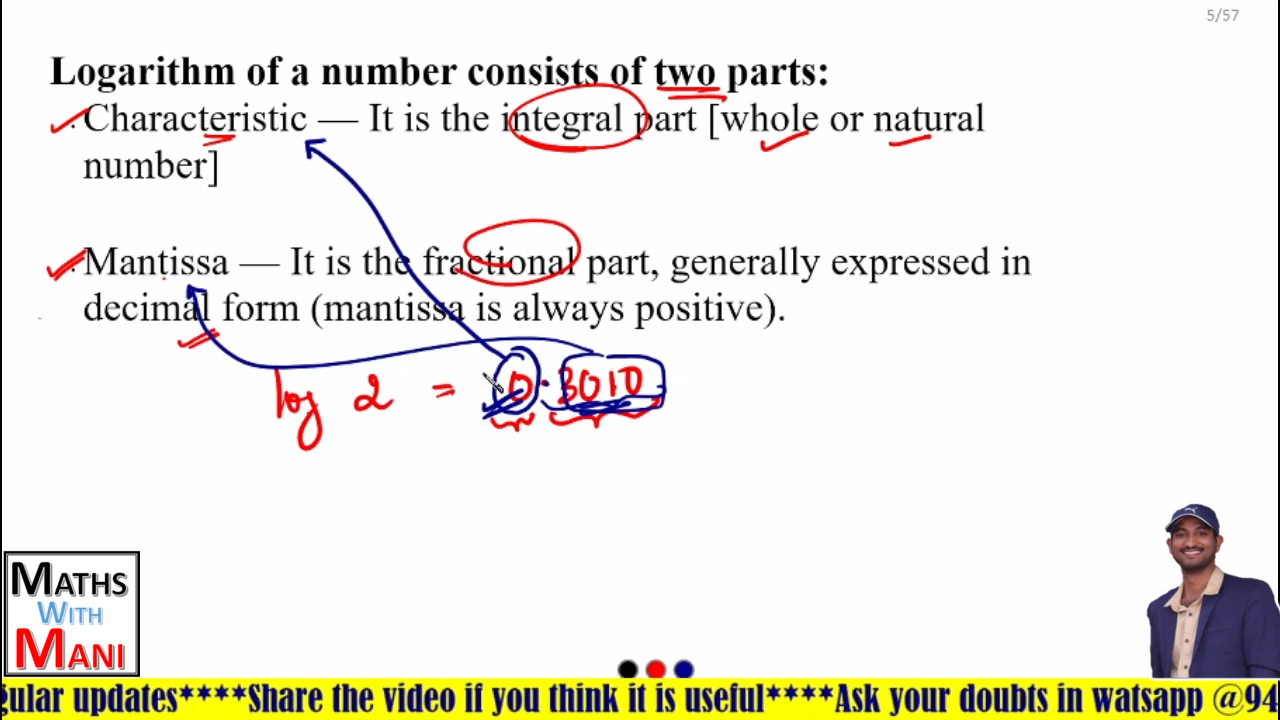 5/57
Logarithm of a number consists of two parts:
. Characteristic — It is the integral part [whole or natural
number]
. Mantissa — It is the fractional part, generally expressed in
decimal form (mantissa is always positive).
log 2 = 0.3010
MATHS
WITH
MANI
gular updates****Share the video if you think it is useful****Ask your doubts in watsapp @94